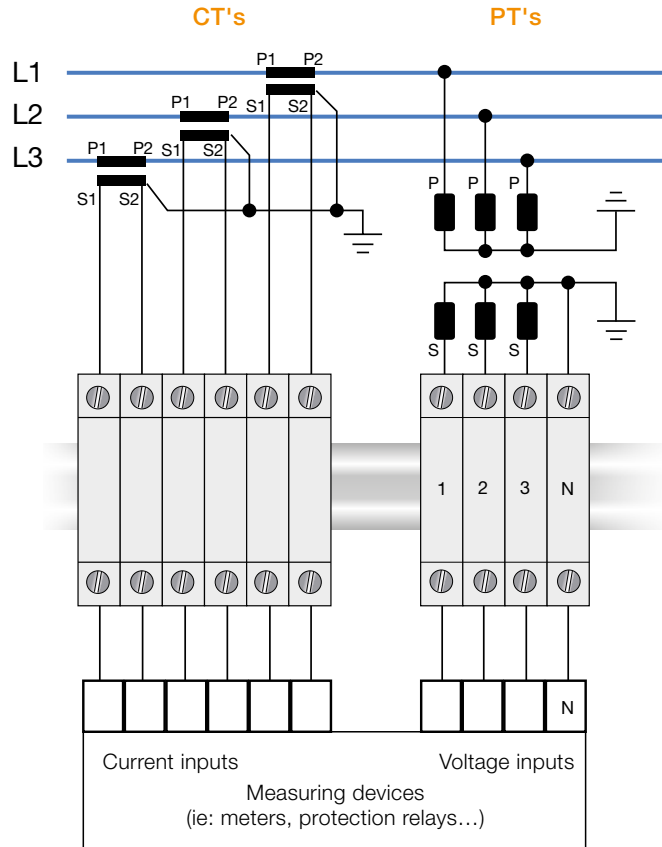 CT's PT's
P1 P2
L1
S1 S2
P1 P2
L2
S1 S2
P1 P2
L3
S1 S2
P P P
S S S
1 2 3 N
N
Current inputs Voltage inputs
Measuring devices
(ie: meters, protection relays…)